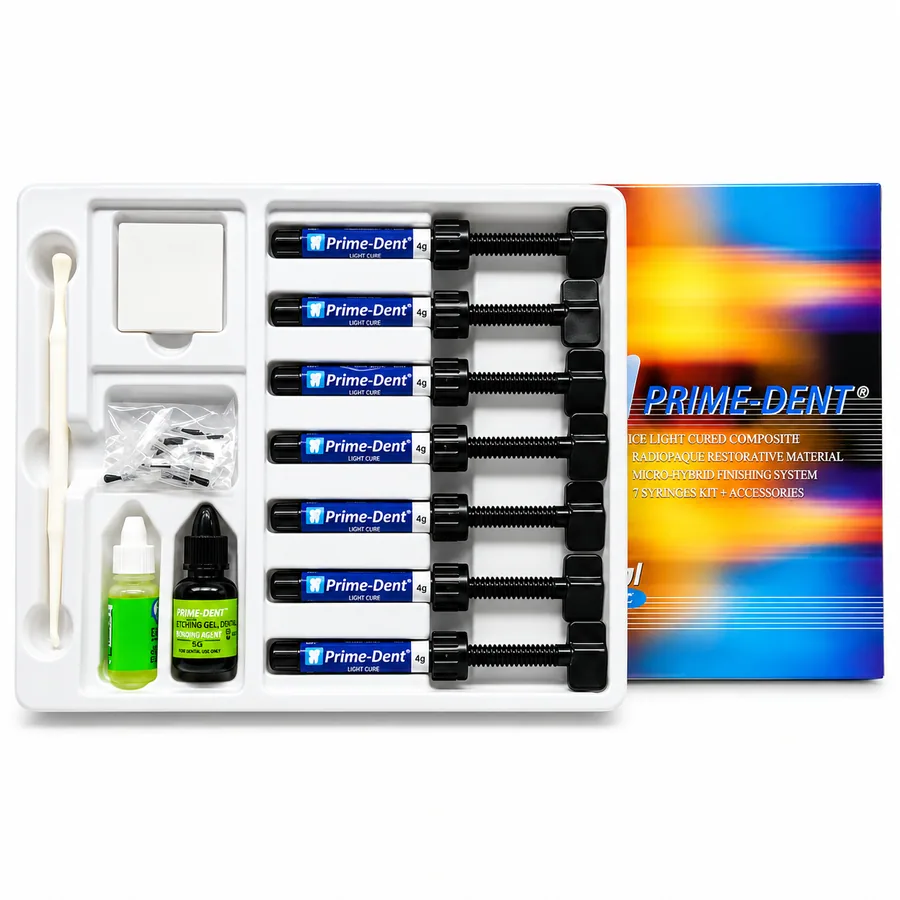 Prime-Dent® 4g
LIGHT CURE
Prime-Dent® 4g
LIGHT CURE
Prime-Dent® 4g
LIGHT CURE
Prime-Dent® 4g
LIGHT CURE
Prime-Dent® 4g
LIGHT CURE
Prime-Dent® 4g
LIGHT CURE
Prime-Dent® 4g
LIGHT CURE
PRIME-DENT™
ETCHING GEL, DENTAL
BONDING AGENT
5G
FOR DENTAL USE ONLY
PRIME-DENT®
ICE LIGHT CURED COMPOSITE
RADIOPAQUE RESTORATIVE MATERIAL
MICRO-HYBRID FINISHING SYSTEM
7 SYRINGES KIT + ACCESSORIES